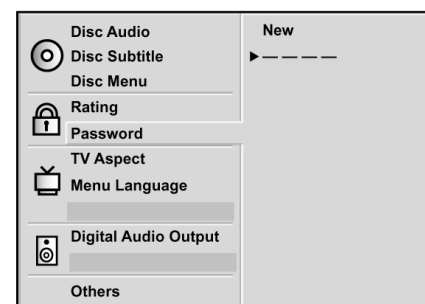 Disc Audio
Disc Subtitle
Disc Menu
Rating
Password
TV Aspect
Menu Language
Digital Audio Output
Others
New
▶ — — — —